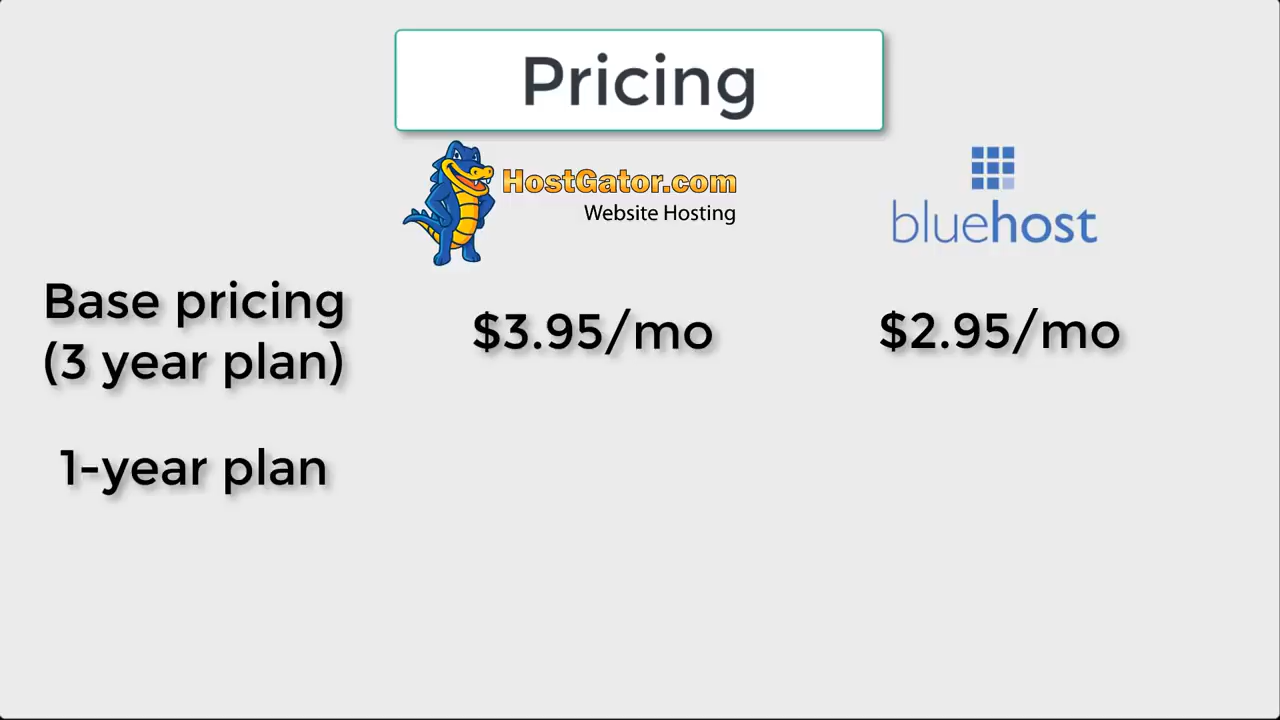 Pricing
HostGator.com
Website Hosting
bluehost
Base pricing
(3 year plan)
$3.95/mo
$2.95/mo
1-year plan